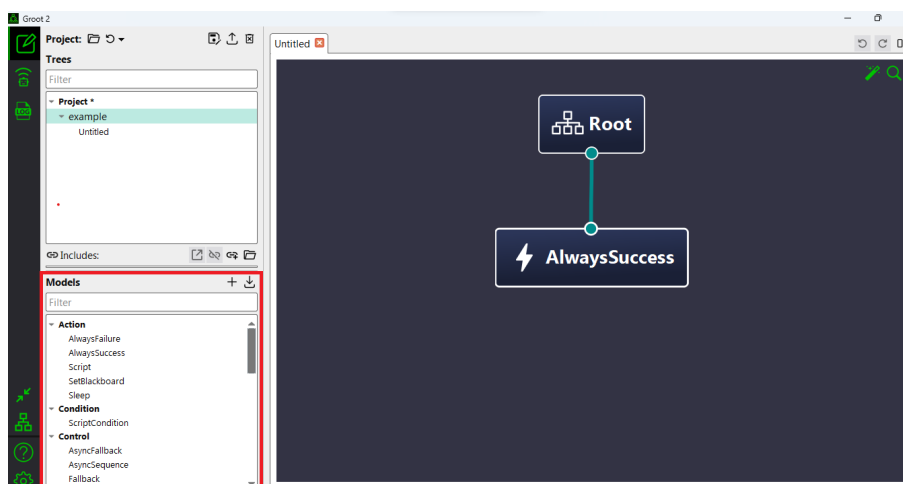 Groot 2
Project:
Trees
Filter
Project *
example
Untitled
Includes:
Models
Filter
Action
AlwaysFailure
AlwaysSuccess
Script
SetBlackboard
Sleep
Condition
ScriptCondition
Control
AsyncFallback
AsyncSequence
Fallback
LOG
Untitled
Root
AlwaysSuccess